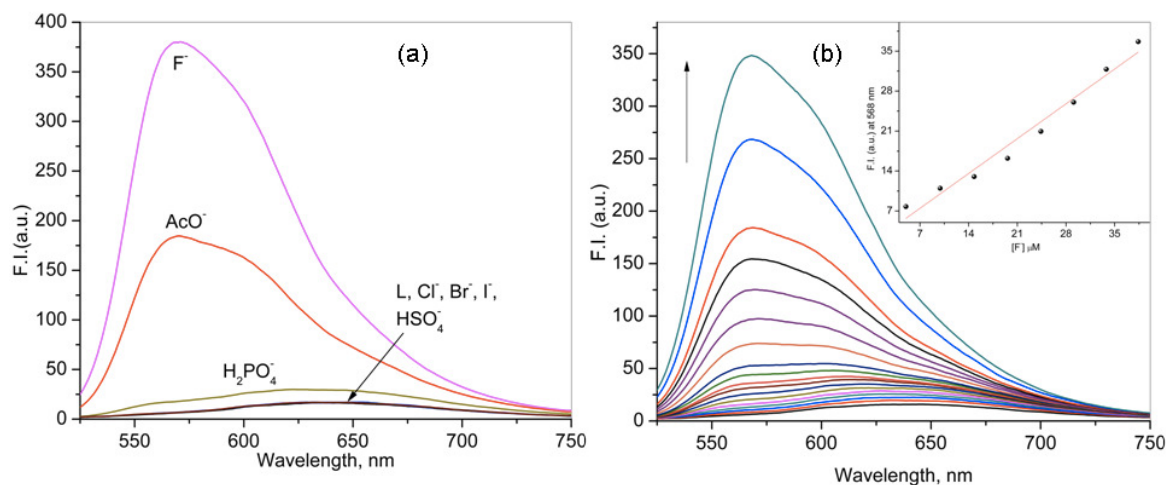 400
350
300
250
200
150
100
50
0
F.I.(a.u.)
(a)
F⁻
AcO⁻
L, Cl⁻, Br⁻, I⁻,
HSO₄⁻
H₂PO₄⁻
550 600 650 700 750
Wavelength, nm
350
300
250
200
150
100
50
0
F.I. (a.u.)
(b)
35
28
21
14
7
F.I. (a.u.) at 568 nm
7 14 21 28 35
[F⁻] μM
550 600 650 700 750
Wavelength, nm